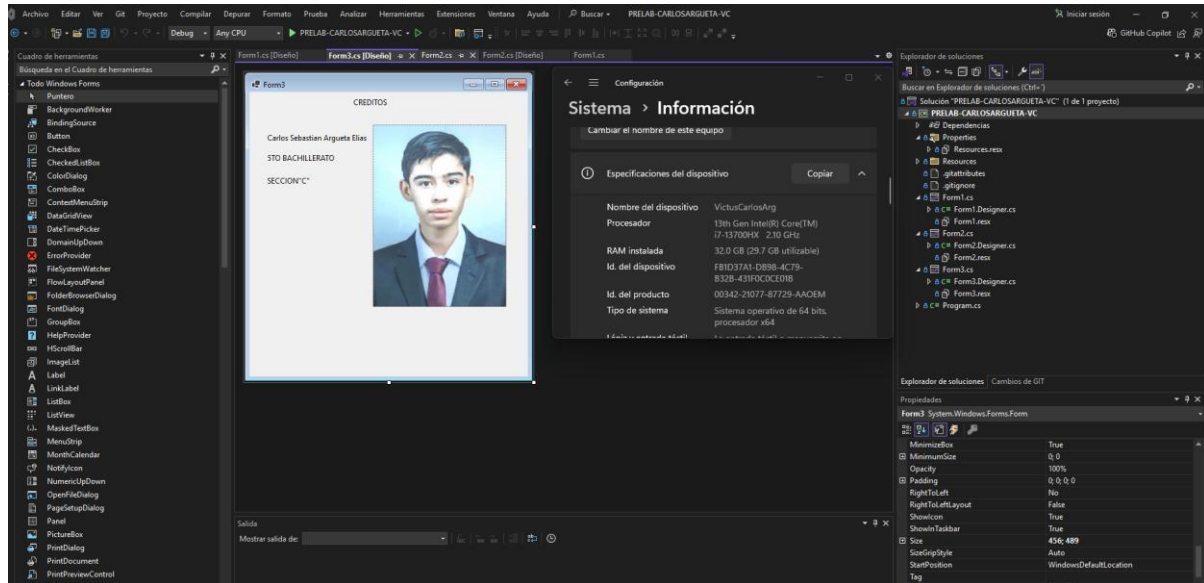 Archivo Editar Ver Git Proyecto Compilar Depurar Formato Prueba Analizar Herramientas Extensiones Ventana Ayuda Buscar PRELAB-CARLOSARGUETA-VC Iniciar sesión
Debug Any CPU PRELAB-CARLOSARGUETA-VC GitHub Copilot
Cuadro de herramientas
Búsqueda en el Cuadro de herramientas
Todo Windows Forms
Puntero
BackgroundWorker
BindingSource
Button
CheckBox
CheckedListBox
ColorDialog
ComboBox
ContextMenuStrip
DataGridView
DateTimePicker
DomainUpDown
ErrorProvider
FileSystemWatcher
FlowLayoutPanel
FolderBrowserDialog
FontDialog
GroupBox
HelpProvider
HScrollBar
ImageList
Label
LinkLabel
ListBox
ListView
MaskedTextBox
MenuStrip
MonthCalendar
NotifyIcon
NumericUpDown
OpenFileDialog
PageSetupDialog
Panel
PictureBox
PrintDialog
PrintDocument
PrintPreviewControl
Form1.cs [Diseño] Form3.cs [Diseño] Form2.cs Form2.cs [Diseño] Form1.cs
Form3
CREDITOS
Carlos Sebastian Argueta Elias
5TO BACHILLERATO
SECCION"C"
Configuración
Sistema > Información
Cambiar el nombre de este equipo
Especificaciones del dispositivo Copiar
Nombre del dispositivo VictusCarlosArg
Procesador 13th Gen Intel(R) Core(TM)
i7-13700HX 2.10 GHz
RAM instalada 32.0 GB (29.7 GB utilizable)
Id. del dispositivo FB1D37A1-DB98-4C79-
B32B-431F0C0CE01B
Id. del producto 00342-21077-87729-AAOEM
Tipo de sistema Sistema operativo de 64 bits,
procesador x64
Salida
Mostrar salida de:
Explorador de soluciones
Buscar en Explorador de soluciones (Ctrl+')
Solución "PRELAB-CARLOSARGUETA-VC" (1 de 1 proyecto)
PRELAB-CARLOSARGUETA-VC
Dependencias
Properties
Resources.resx
Resources
.gitattributes
.gitignore
Form1.cs
Form1.Designer.cs
Form1.resx
Form2.cs
Form2.Designer.cs
Form2.resx
Form3.cs
Form3.Designer.cs
Form3.resx
Program.cs
Explorador de soluciones Cambios de GIT
Propiedades
Form3 System.Windows.Forms.Form
MinimizeBox True
MinimumSize 0; 0
Opacity 100%
Padding 0; 0; 0; 0
RightToLeft No
RightToLeftLayout False
ShowIcon True
ShowInTaskbar True
Size 456; 489
SizeGripStyle Auto
StartPosition WindowsDefaultLocation
Tag